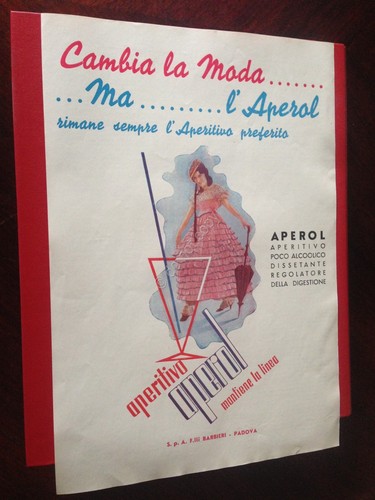 Cambia la Moda.......
...Ma.........l'Aperol
rimane sempre l'Aperitivo preferito
APEROL
APERITIVO
POCO ALCOOLICO
DISSETANTE
REGOLATORE
DELLA DIGESTIONE
aperitivo
aperol
mantiene la linea
S. p. A. F.lli BARBIERI - PADOVA